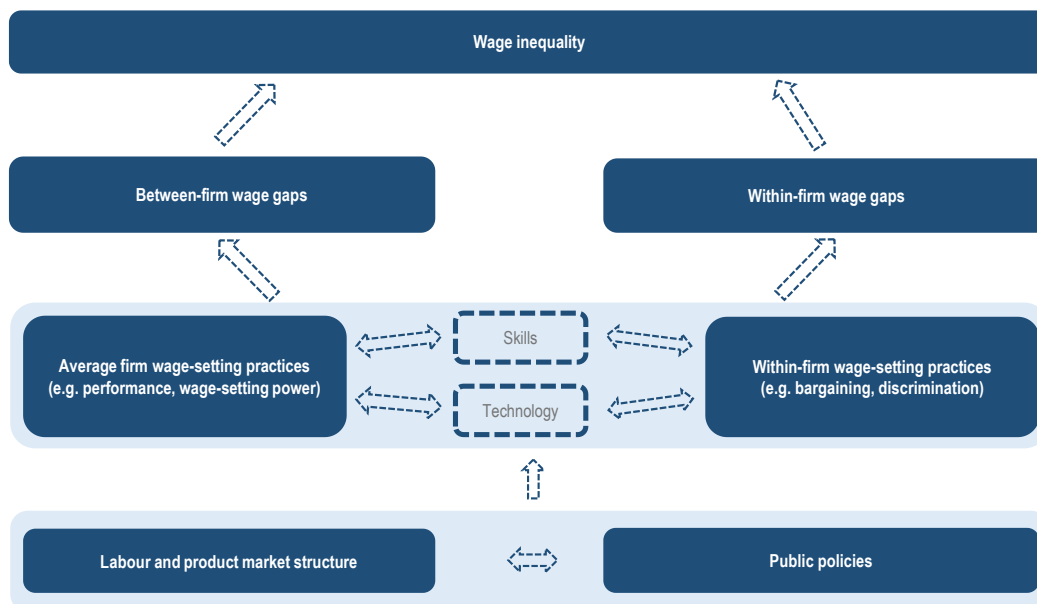 Wage inequality
Between-firm wage gaps
Within-firm wage gaps
Skills
Average firm wage-setting practices
(e.g. performance, wage-setting power)
Within-firm wage-setting practices
(e.g. bargaining, discrimination)
Technology
Labour and product market structure
Public policies